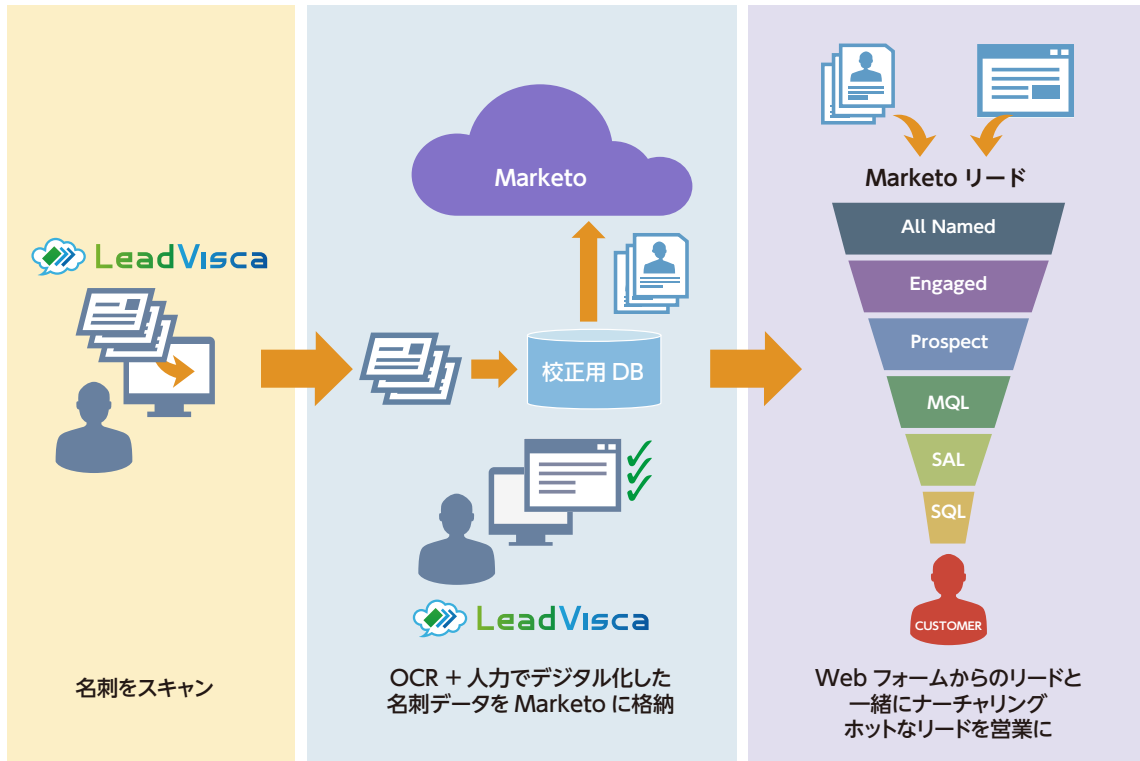 LeadVisca
名刺をスキャン
Marketo
校正用 DB
LeadVisca
OCR + 人力でデジタル化した
名刺データを Marketo に格納
Marketo リード
All Named
Engaged
Prospect
MQL
SAL
SQL
CUSTOMER
Web フォームからのリードと
一緒にナーチャリング
ホットなリードを営業に